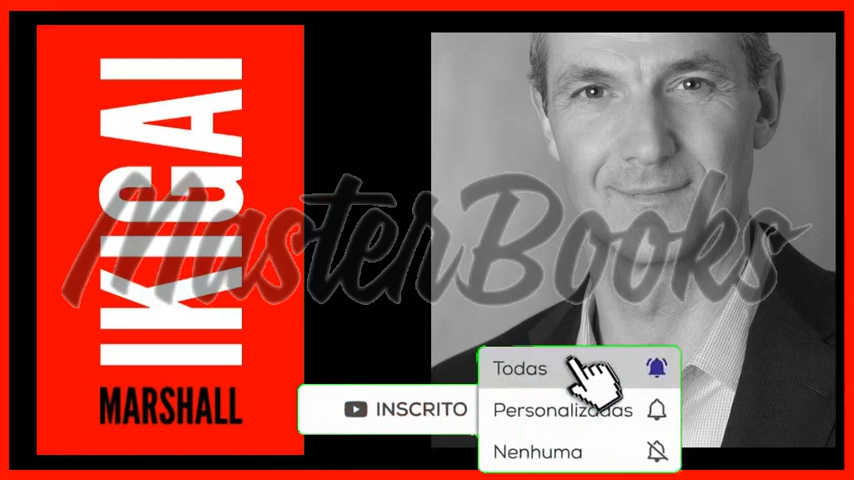 IKIGAI
MARSHALL
MasterBooks
INSCRITO
Todas
Personalizadas
Nenhuma